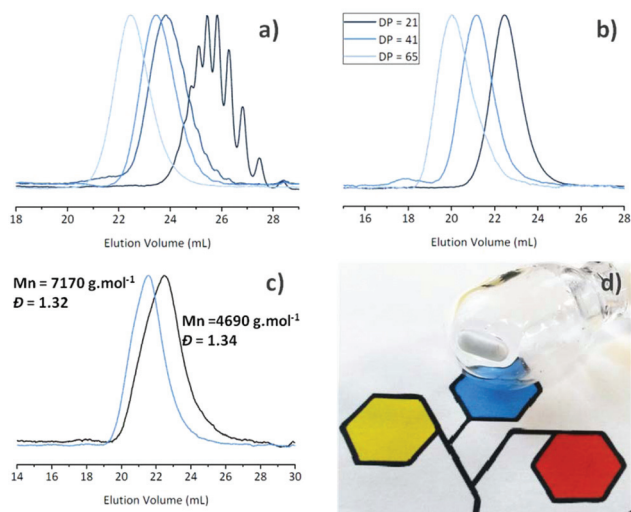 a)
18 20 22 24 26 28
Elution Volume (mL)
b)
DP = 21
DP = 41
DP = 65
16 18 20 22 24 26 28
Elution Volume (mL)
c)
Mn = 7170 g.mol⁻¹
Đ = 1.32
Mn =4690 g.mol⁻¹
Đ = 1.34
14 16 18 20 22 24 26 28 30
Elution Volume (mL)
d)